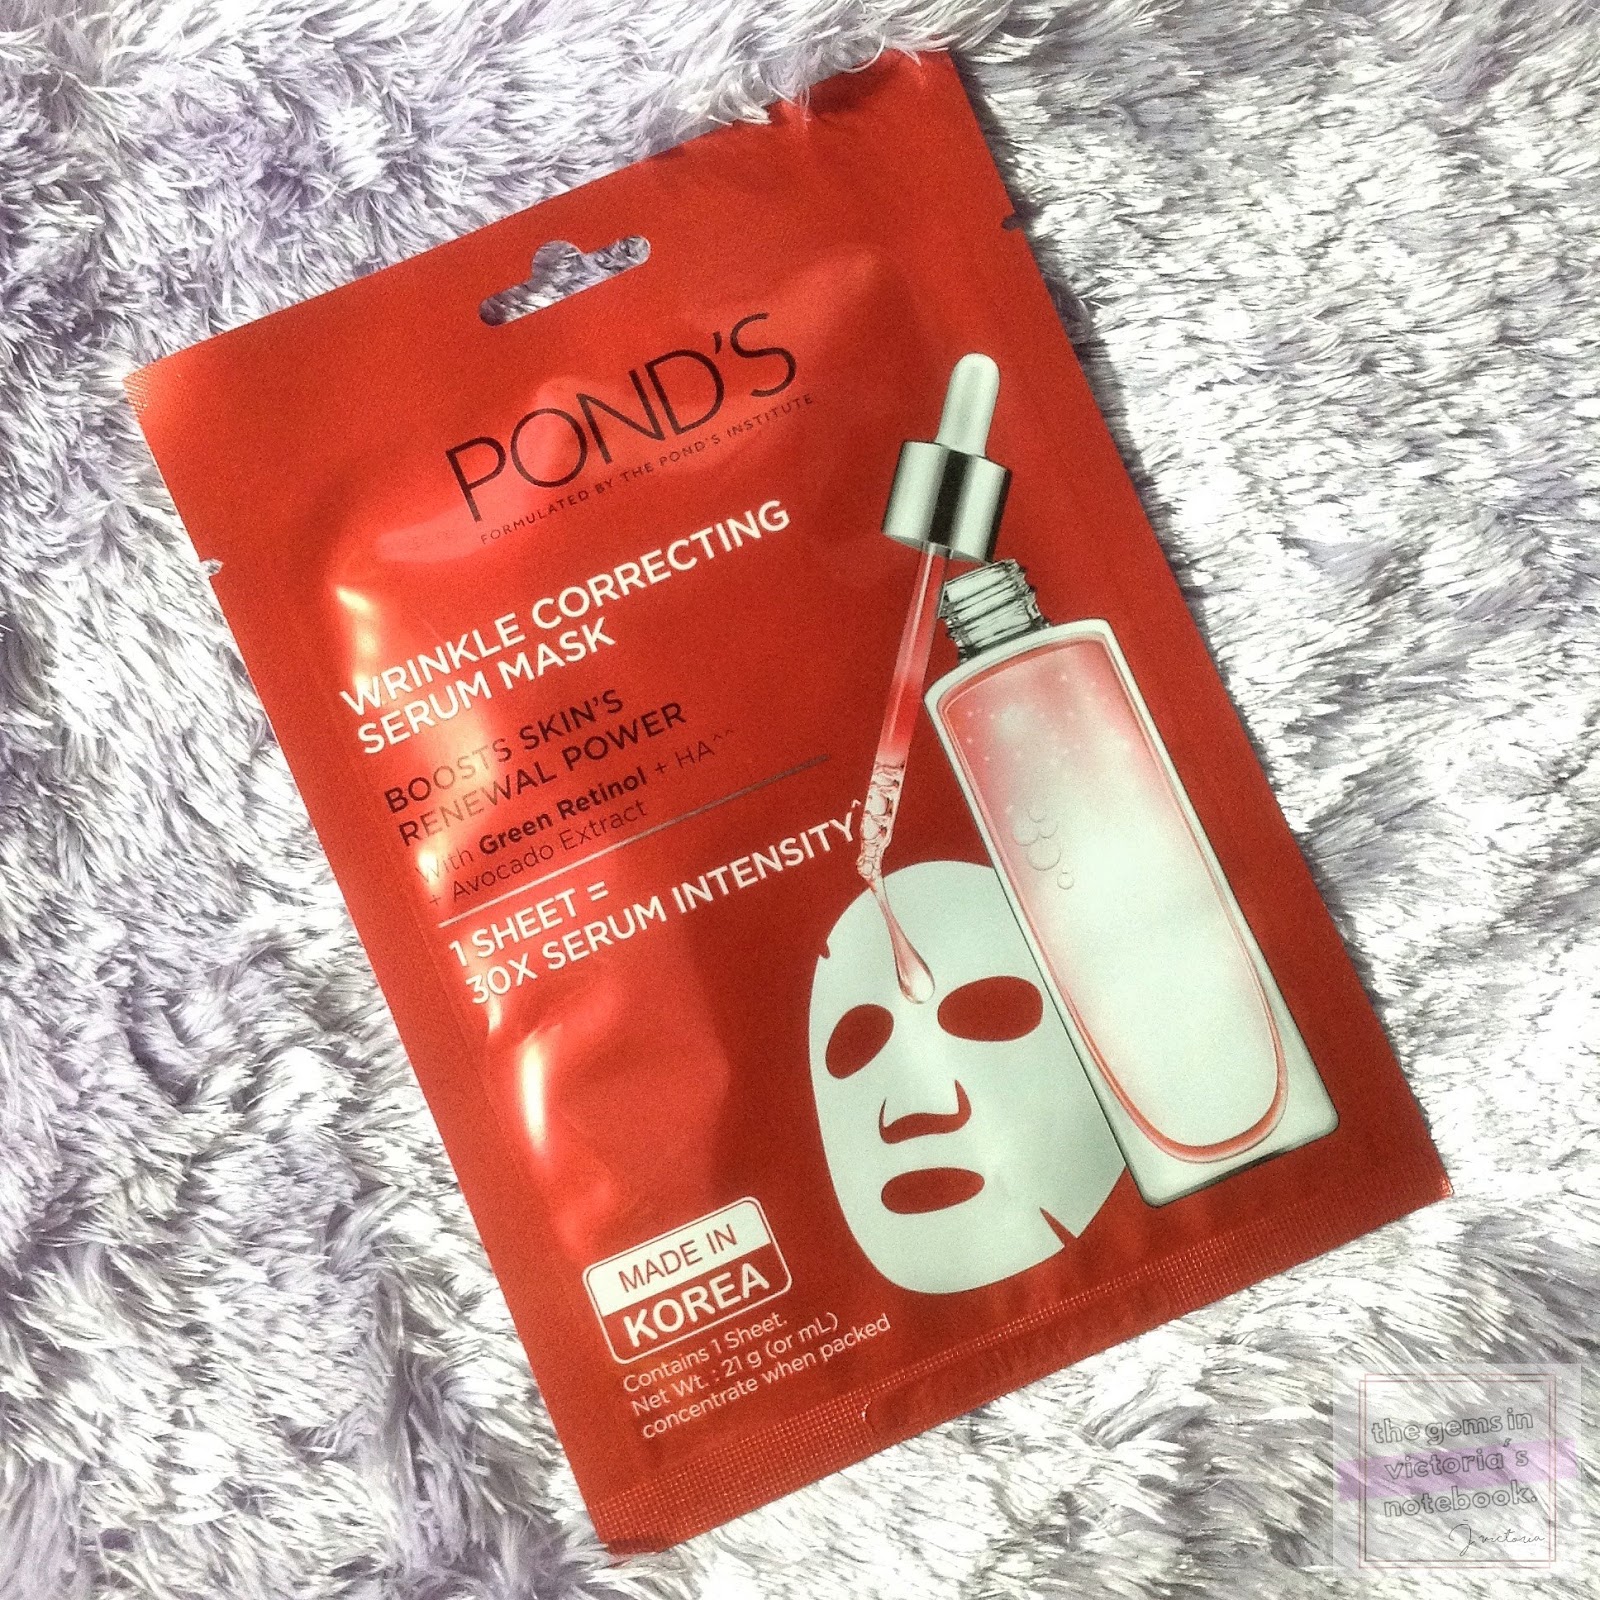 POND'S
FORMULATED BY THE POND'S INSTITUTE
WRINKLE CORRECTING
SERUM MASK
BOOSTS SKIN'S
RENEWAL POWER
With Green Retinol + HA^^
+ Avocado Extract
1 SHEET =
30X SERUM INTENSITY^
MADE IN
KOREA
Contains 1 Sheet.
Net Wt. : 21 g (or mL)
concentrate when packed
the gems in
victoria's
notebook.
J. victoria